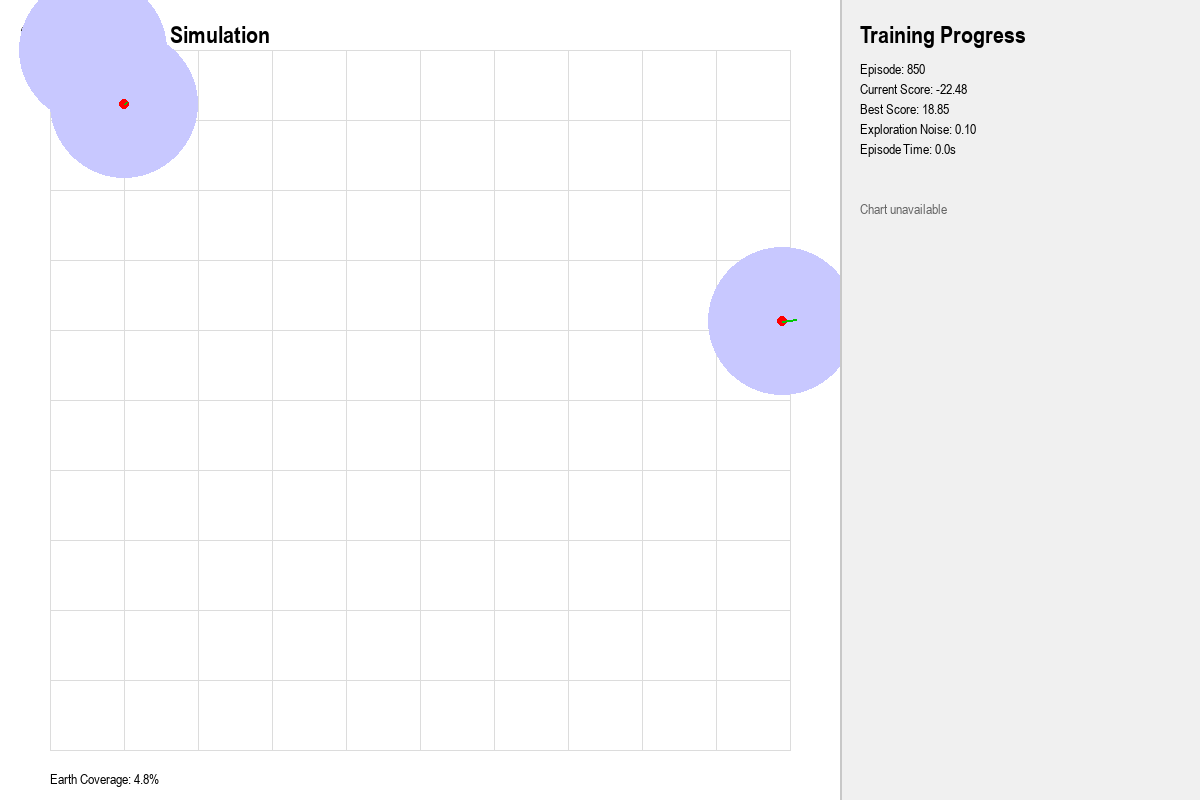 Simulation
Training Progress
Episode: 850
Current Score: -22.48
Best Score: 18.85
Exploration Noise: 0.10
Episode Time: 0.0s
Chart unavailable
Earth Coverage: 4.8%